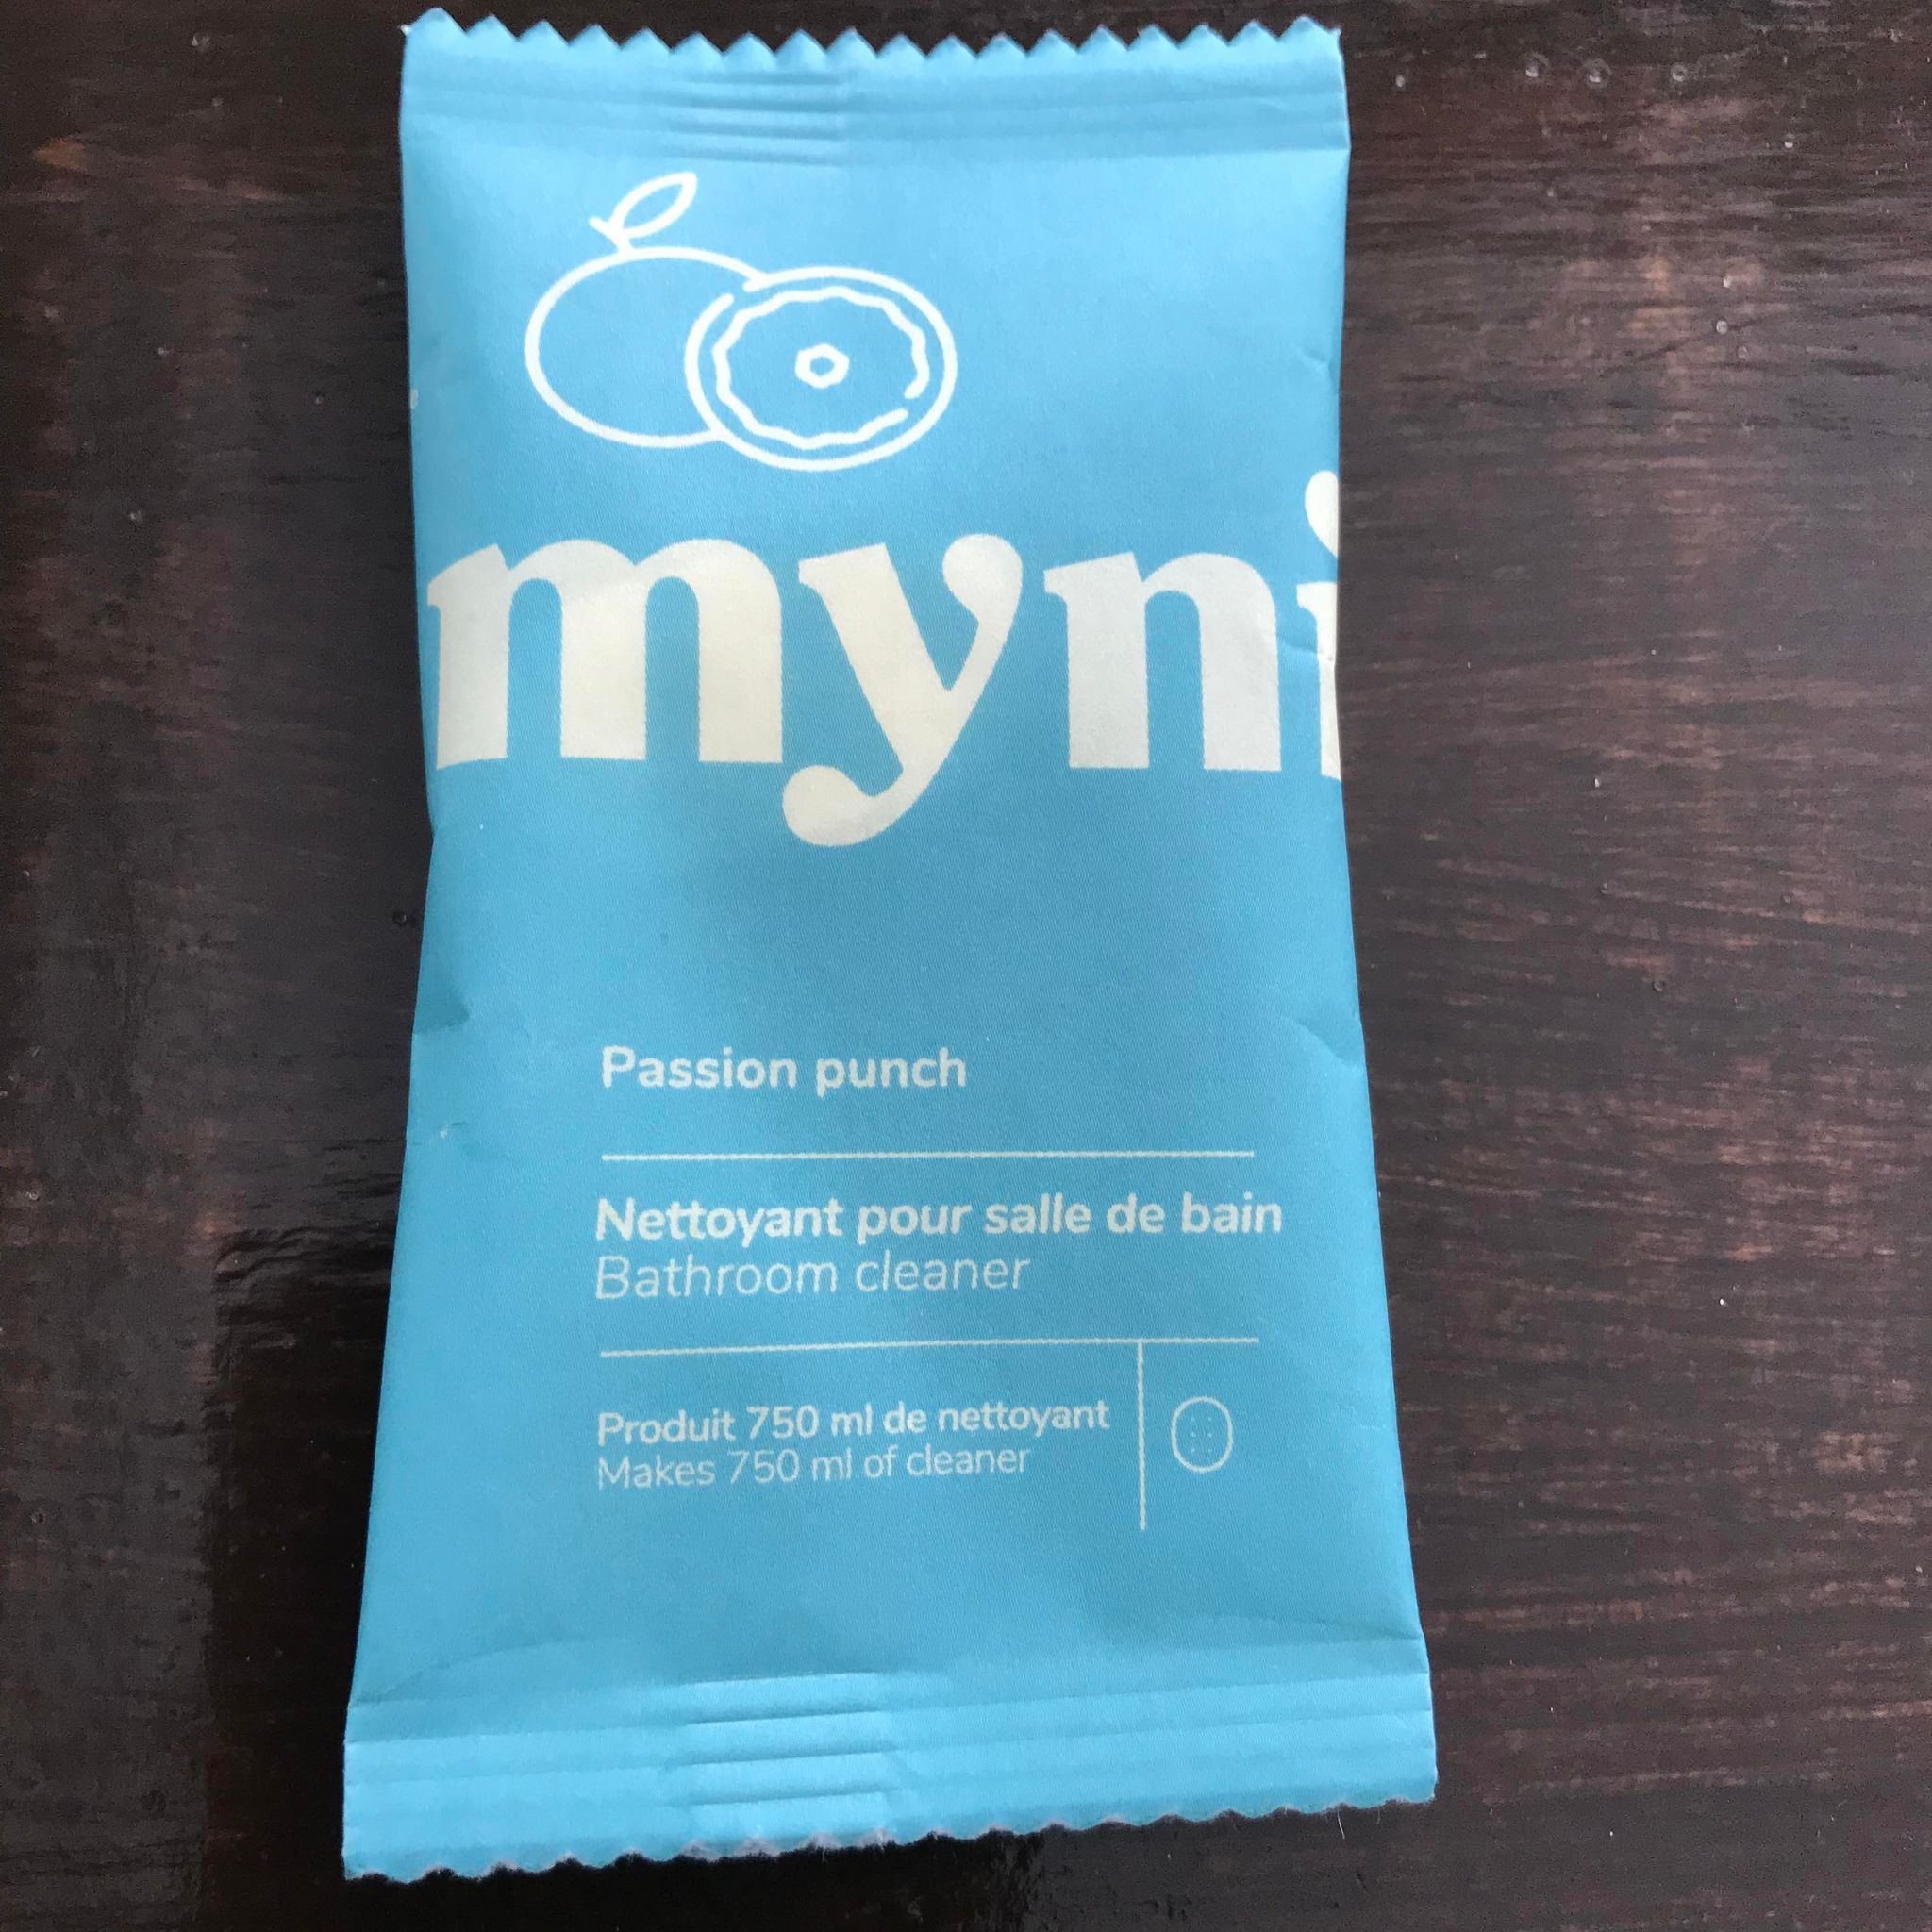 myni
Passion punch
Nettoyant pour salle de bain
Bathroom cleaner
Produit 750 ml de nettoyant
Makes 750 ml of cleaner